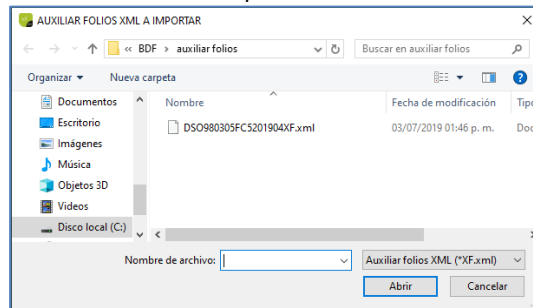 AUXILIAR FOLIOS XML A IMPORTAR
« BDF > auxiliar folios
Buscar en auxiliar folios
Organizar
Nueva carpeta
Documentos
Escritorio
Imágenes
Música
Objetos 3D
Videos
Disco local (C:)
Nombre
Fecha de modificación
Tipo
DSO980305FC5201904XF.xml
03/07/2019 01:46 p. m.
Doc
Nombre de archivo:
Auxiliar folios XML (*XF.xml)
Abrir
Cancelar